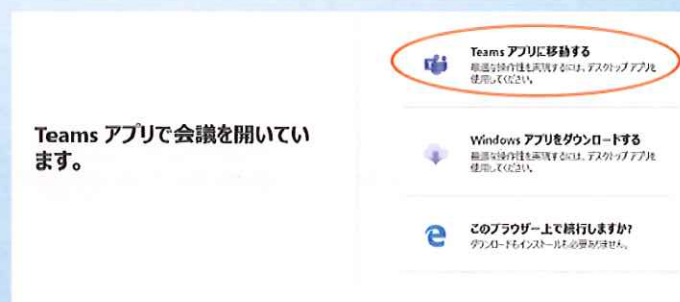 Teams アプリで会議を開いてい
ます。
Teams アプリに移動する
最適な操作性を実現するには、デスクトップ アプリを
使用してください。
Windows アプリをダウンロードする
最適な操作性を実現するには、デスクトップ アプリを
使用してください。
このブラウザー上で続行しますか?
ダウンロードもインストールも必要ありません。